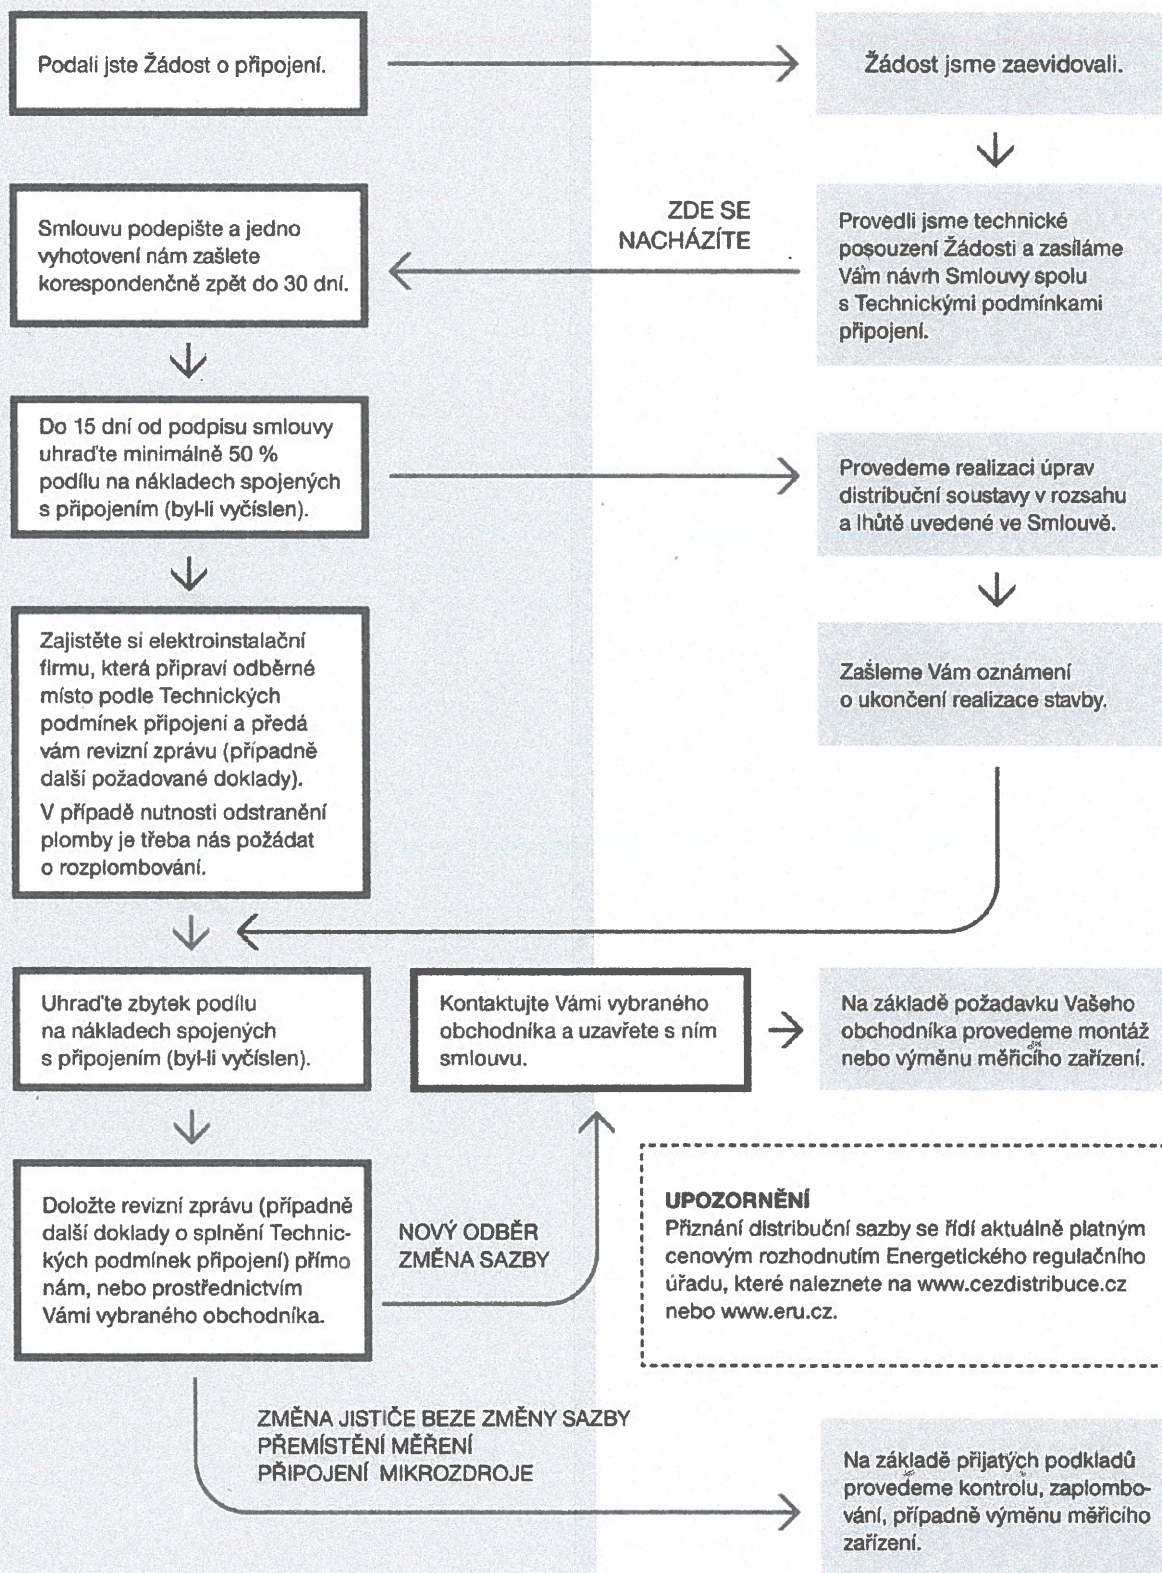 Podali jste Žádost o připojení.
Žádost jsme zaevidovali.
ZDE SE
NACHÁZÍTE
Provedli jsme technické
posouzení Žádosti a zasíláme
Vám návrh Smlouvy spolu
s Technickými podmínkami
připojení.
Smlouvu podepište a jedno
vyhotovení nám zašlete
korespondenčně zpět do 30 dní.
Do 15 dní od podpisu smlouvy
uhraďte minimálně 50 %
podílu na nákladech spojených
s připojením (byl-li vyčíslen).
Provedeme realizaci úprav
distribuční soustavy v rozsahu
a lhůtě uvedené ve Smlouvě.
Zajistěte si elektroinstalační
firmu, která připraví odběrné
místo podle Technických
podmínek připojení a předá
vám revizní zprávu (případně
další požadované doklady).
V případě nutnosti odstranění
plomby je třeba nás požádat
o rozplombování.
Zašleme Vám oznámení
o ukončení realizace stavby.
Uhraďte zbytek podílu
na nákladech spojených
s připojením (byl-li vyčíslen).
Kontaktujte Vámi vybraného
obchodníka a uzavřete s ním
smlouvu.
Na základě požadavku Vašeho
obchodníka provedeme montáž
nebo výměnu měřicího zařízení.
Doložte revizní zprávu (případně
další doklady o splnění Technic-
kých podmínek připojení) přímo
nám, nebo prostřednictvím
Vámi vybraného obchodníka.
NOVÝ ODBĚR
ZMĚNA SAZBY
UPOZORNĚNÍ
Přiznání distribuční sazby se řídí aktuálně platným
cenovým rozhodnutím Energetického regulačního
úřadu, které naleznete na www.cezdistribuce.cz
nebo www.eru.cz.
ZMĚNA JISTIČE BEZE ZMĚNY SAZBY
PŘEMÍSTĚNÍ MĚŘENÍ
PŘIPOJENÍ MIKROZDROJE
Na základě přijatých podkladů
provedeme kontrolu, zaplombo-
vání, případně výměnu měřicího
zařízení.